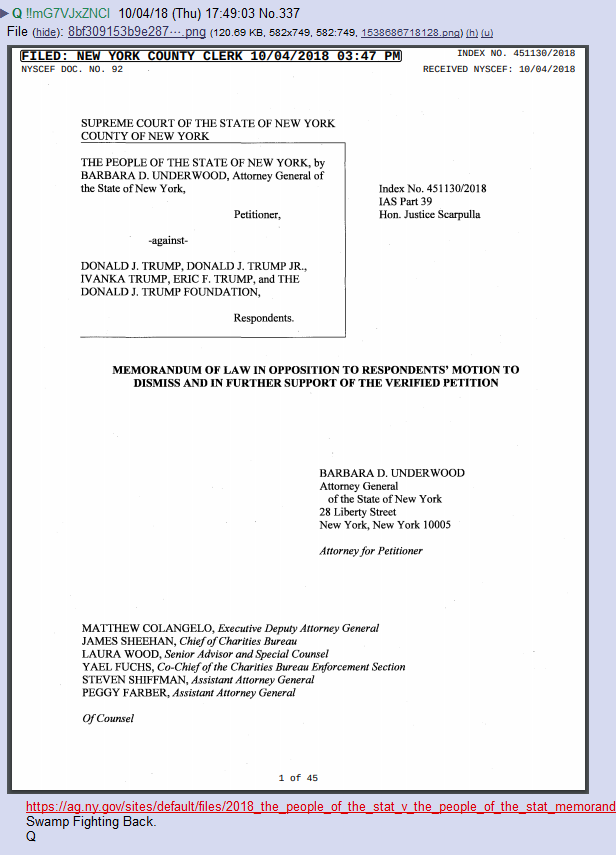 Q !!mG7VJxZNCI 10/04/18 (Thu) 17:49:03 No.337
File (hide): 8bf309153b9e287⋯.png (120.69 KB, 582x749, 582:749, 1538686718128.png) (h) (u)
FILED: NEW YORK COUNTY CLERK 10/04/2018 03:47 PM INDEX NO. 451130/2018
NYSCEF DOC. NO. 92 RECEIVED NYSCEF: 10/04/2018
SUPREME COURT OF THE STATE OF NEW YORK
COUNTY OF NEW YORK
THE PEOPLE OF THE STATE OF NEW YORK, by
BARBARA D. UNDERWOOD, Attorney General of
the State of New York,
Petitioner,
-against-
DONALD J. TRUMP, DONALD J. TRUMP JR.,
IVANKA TRUMP, ERIC F. TRUMP, and THE
DONALD J. TRUMP FOUNDATION,
Respondents.
Index No. 451130/2018
IAS Part 39
Hon. Justice Scarpulla
MEMORANDUM OF LAW IN OPPOSITION TO RESPONDENTS' MOTION TO
DISMISS AND IN FURTHER SUPPORT OF THE VERIFIED PETITION
BARBARA D. UNDERWOOD
Attorney General
of the State of New York
28 Liberty Street
New York, New York 10005
Attorney for Petitioner
MATTHEW COLANGELO, Executive Deputy Attorney General
JAMES SHEEHAN, Chief of Charities Bureau
LAURA WOOD, Senior Advisor and Special Counsel
YAEL FUCHS, Co-Chief of the Charities Bureau Enforcement Section
STEVEN SHIFFMAN, Assistant Attorney General
PEGGY FARBER, Assistant Attorney General
Of Counsel
1 of 45
https://ag.ny.gov/sites/default/files/2018_the_people_of_the_stat_v_the_people_of_the_stat_memorand
Swamp Fighting Back.
Q